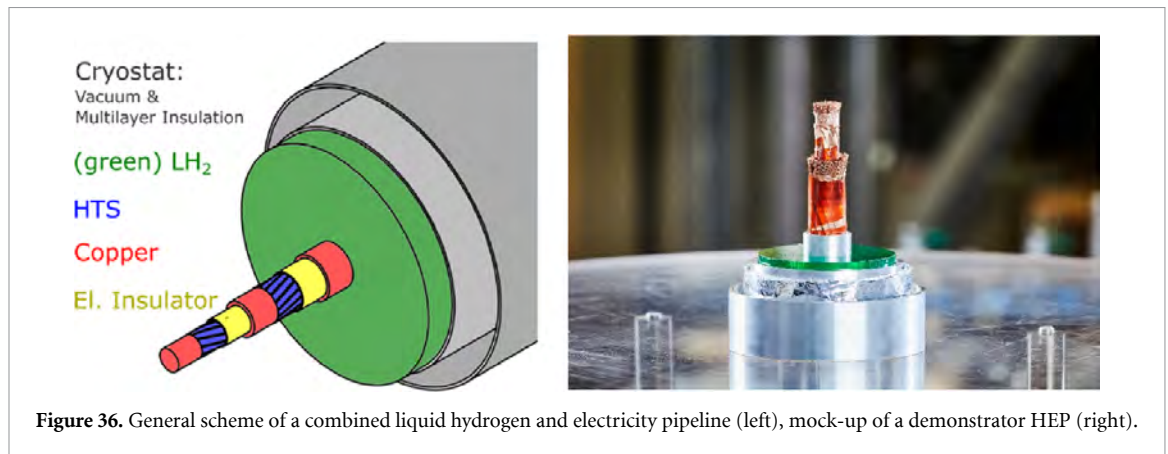 Cryostat:
Vacuum &
Multilayer Insulation
(green) LH₂
HTS
Copper
El. Insulator
Figure 36. General scheme of a combined liquid hydrogen and electricity pipeline (left), mock-up of a demonstrator HEP (right).